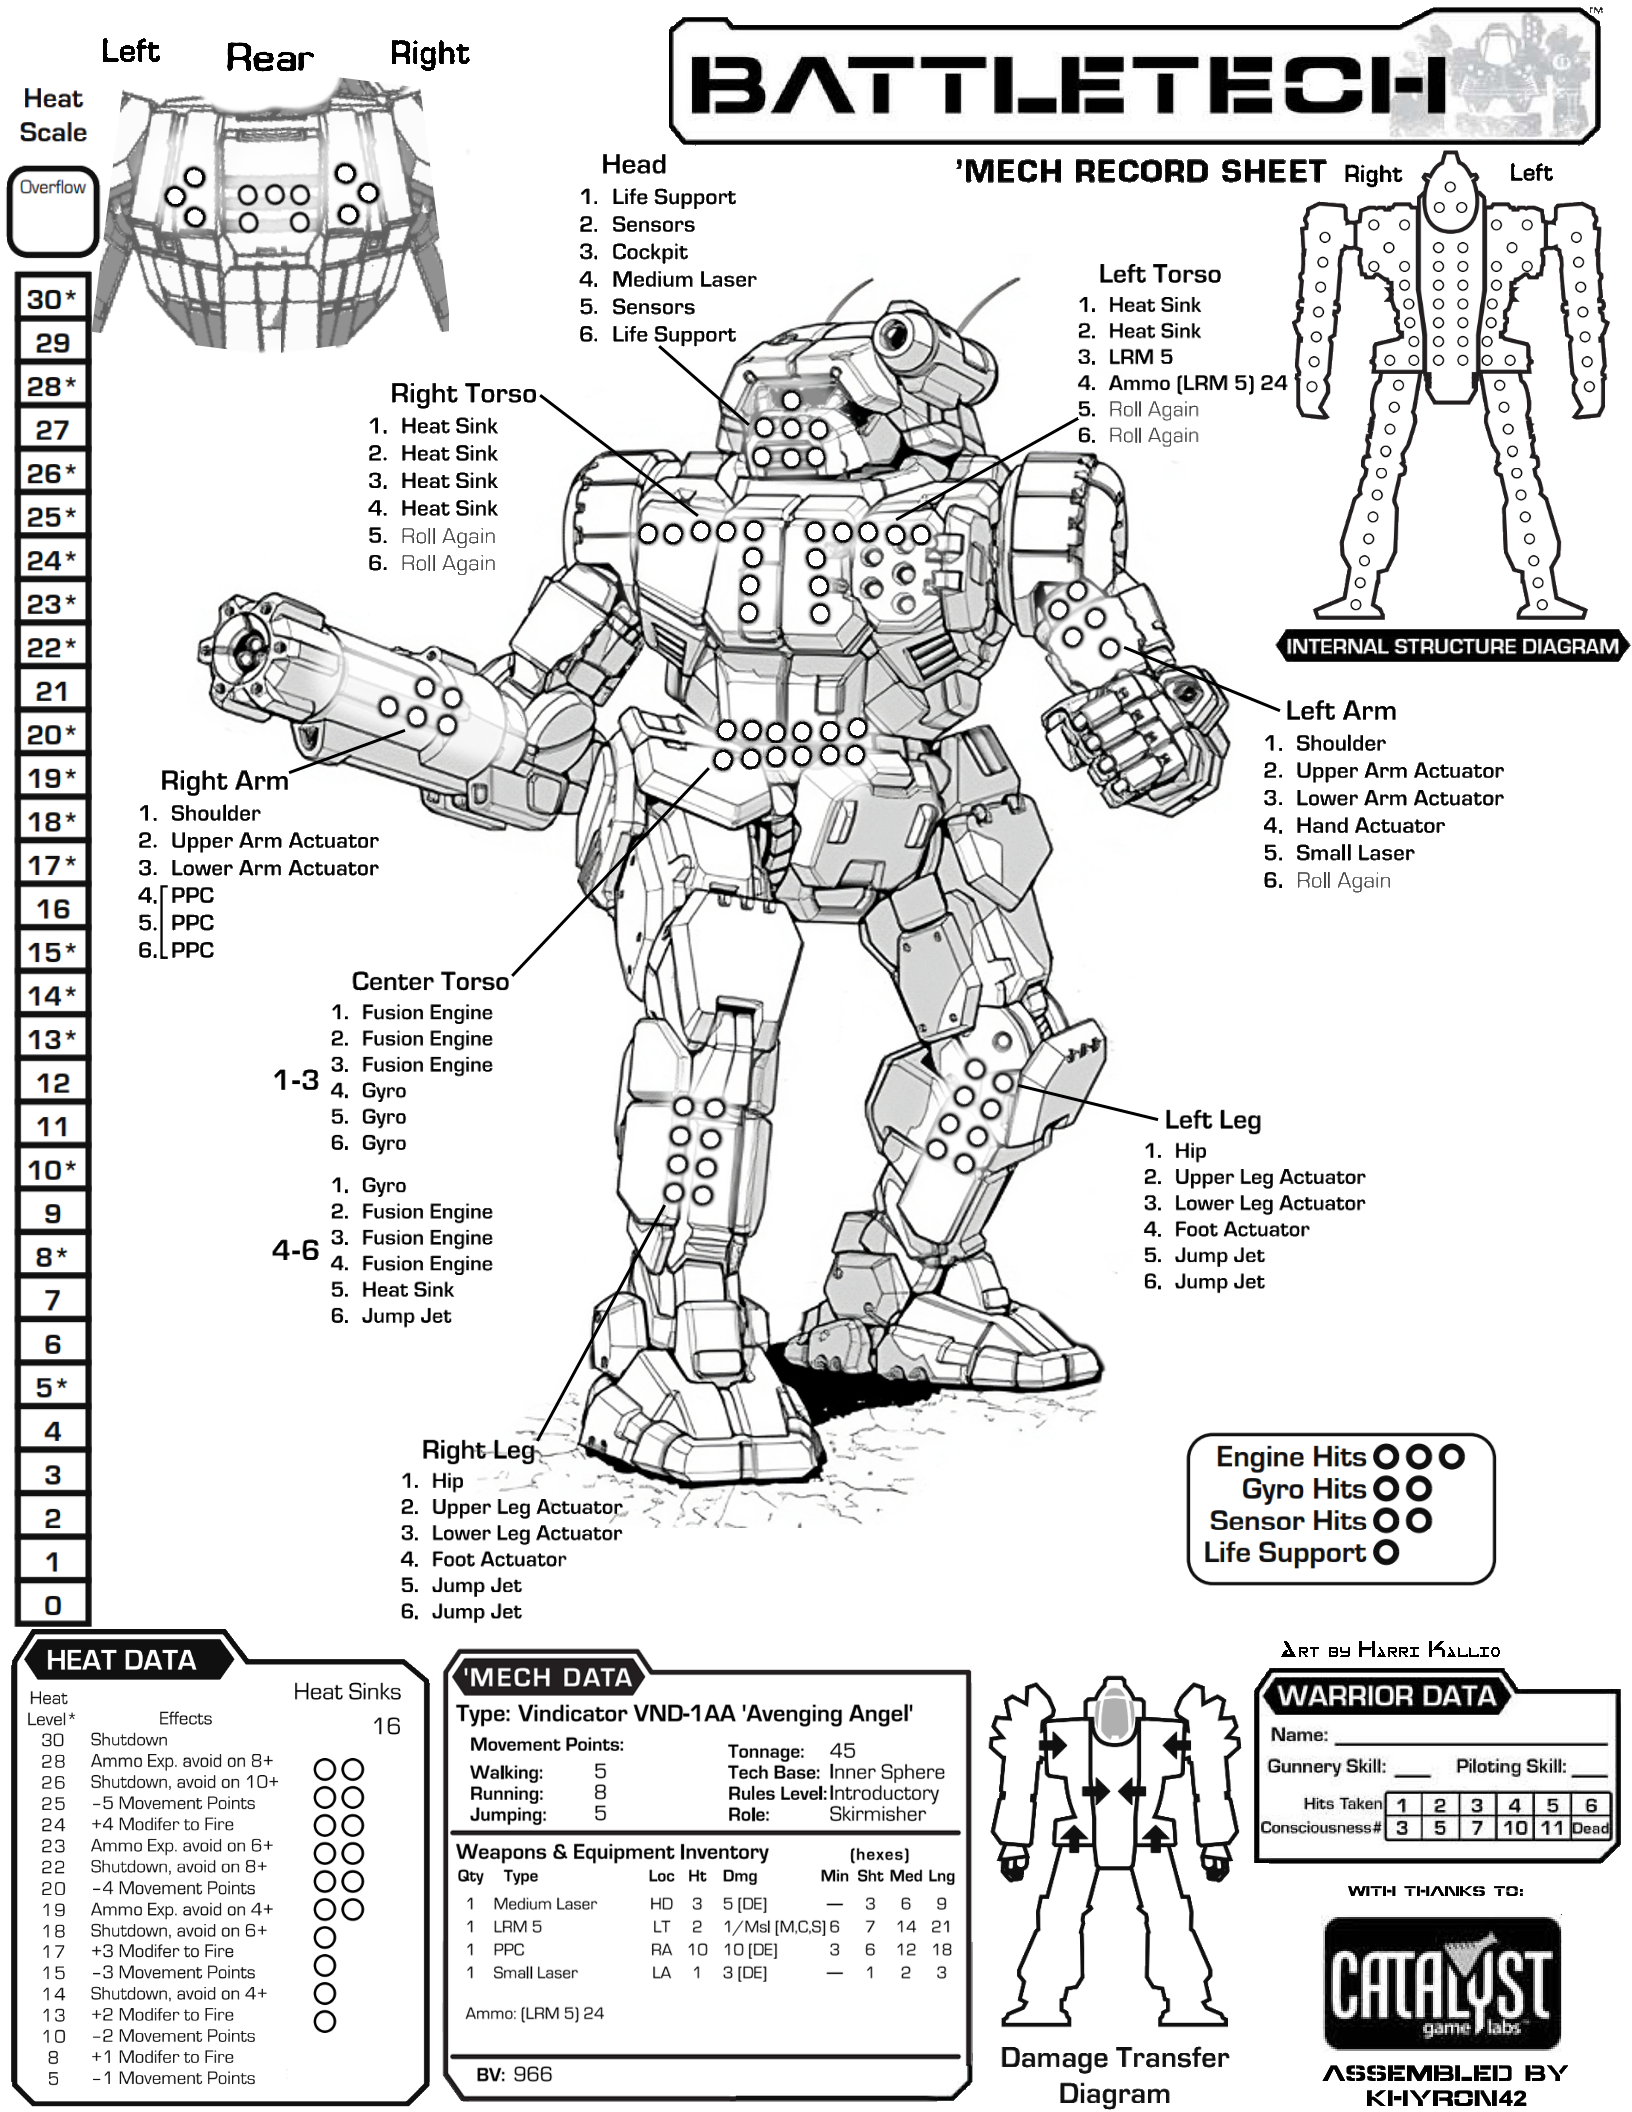 Left Rear Right
BATTLETECH™
'MECH RECORD SHEET
Heat
Scale
Overflow
30*
29
28*
27
26*
25*
24*
23*
22*
21
20*
19*
18*
17*
16
15*
14*
13*
12
11
10*
9
8*
7
6
5*
4
3
2
1
0
Head
1. Life Support
2. Sensors
3. Cockpit
4. Medium Laser
5. Sensors
6. Life Support
Left Torso
1. Heat Sink
2. Heat Sink
3. LRM 5
4. Ammo (LRM 5) 24
5. Roll Again
6. Roll Again
Right Left
INTERNAL STRUCTURE DIAGRAM
Right Torso
1. Heat Sink
2. Heat Sink
3. Heat Sink
4. Heat Sink
5. Roll Again
6. Roll Again
Left Arm
1. Shoulder
2. Upper Arm Actuator
3. Lower Arm Actuator
4. Hand Actuator
5. Small Laser
6. Roll Again
Right Arm
1. Shoulder
2. Upper Arm Actuator
3. Lower Arm Actuator
4. PPC
5. PPC
6. PPC
Center Torso
1-3
1. Fusion Engine
2. Fusion Engine
3. Fusion Engine
4. Gyro
5. Gyro
6. Gyro
4-6
1. Gyro
2. Fusion Engine
3. Fusion Engine
4. Fusion Engine
5. Heat Sink
6. Jump Jet
Left Leg
1. Hip
2. Upper Leg Actuator
3. Lower Leg Actuator
4. Foot Actuator
5. Jump Jet
6. Jump Jet
Right Leg
1. Hip
2. Upper Leg Actuator
3. Lower Leg Actuator
4. Foot Actuator
5. Jump Jet
6. Jump Jet
Engine Hits
Gyro Hits
Sensor Hits
Life Support
HEAT DATA
Heat Sinks
16
Heat
Level* Effects
30 Shutdown
28 Ammo Exp. avoid on 8+
26 Shutdown, avoid on 10+
25 -5 Movement Points
24 +4 Modifer to Fire
23 Ammo Exp. avoid on 6+
22 Shutdown, avoid on 8+
20 -4 Movement Points
19 Ammo Exp. avoid on 4+
18 Shutdown, avoid on 6+
17 +3 Modifer to Fire
15 -3 Movement Points
14 Shutdown, avoid on 4+
13 +2 Modifer to Fire
10 -2 Movement Points
8 +1 Modifer to Fire
5 -1 Movement Points
'MECH DATA
Type: Vindicator VND-1AA 'Avenging Angel'
Movement Points:
Walking: 5
Running: 8
Jumping: 5
Tonnage: 45
Tech Base: Inner Sphere
Rules Level: Introductory
Role: Skirmisher
Weapons & Equipment Inventory (hexes)
Qty Type Loc Ht Dmg Min Sht Med Lng
1 Medium Laser HD 3 5 [DE] — 3 6 9
1 LRM 5 LT 2 1/Msl [M,C,S] 6 7 14 21
1 PPC RA 10 10 [DE] 3 6 12 18
1 Small Laser LA 1 3 [DE] — 1 2 3
Ammo: (LRM 5) 24
BV: 966
Damage Transfer
Diagram
ART BY HARRI KALLIO
WARRIOR DATA
Name:
Gunnery Skill: Piloting Skill:
Hits Taken 1 2 3 4 5 6
Consciousness# 3 5 7 10 11 Dead
WITH THANKS TO:
CATALYST
game labs™
ASSEMBLED BY
KHYRON42